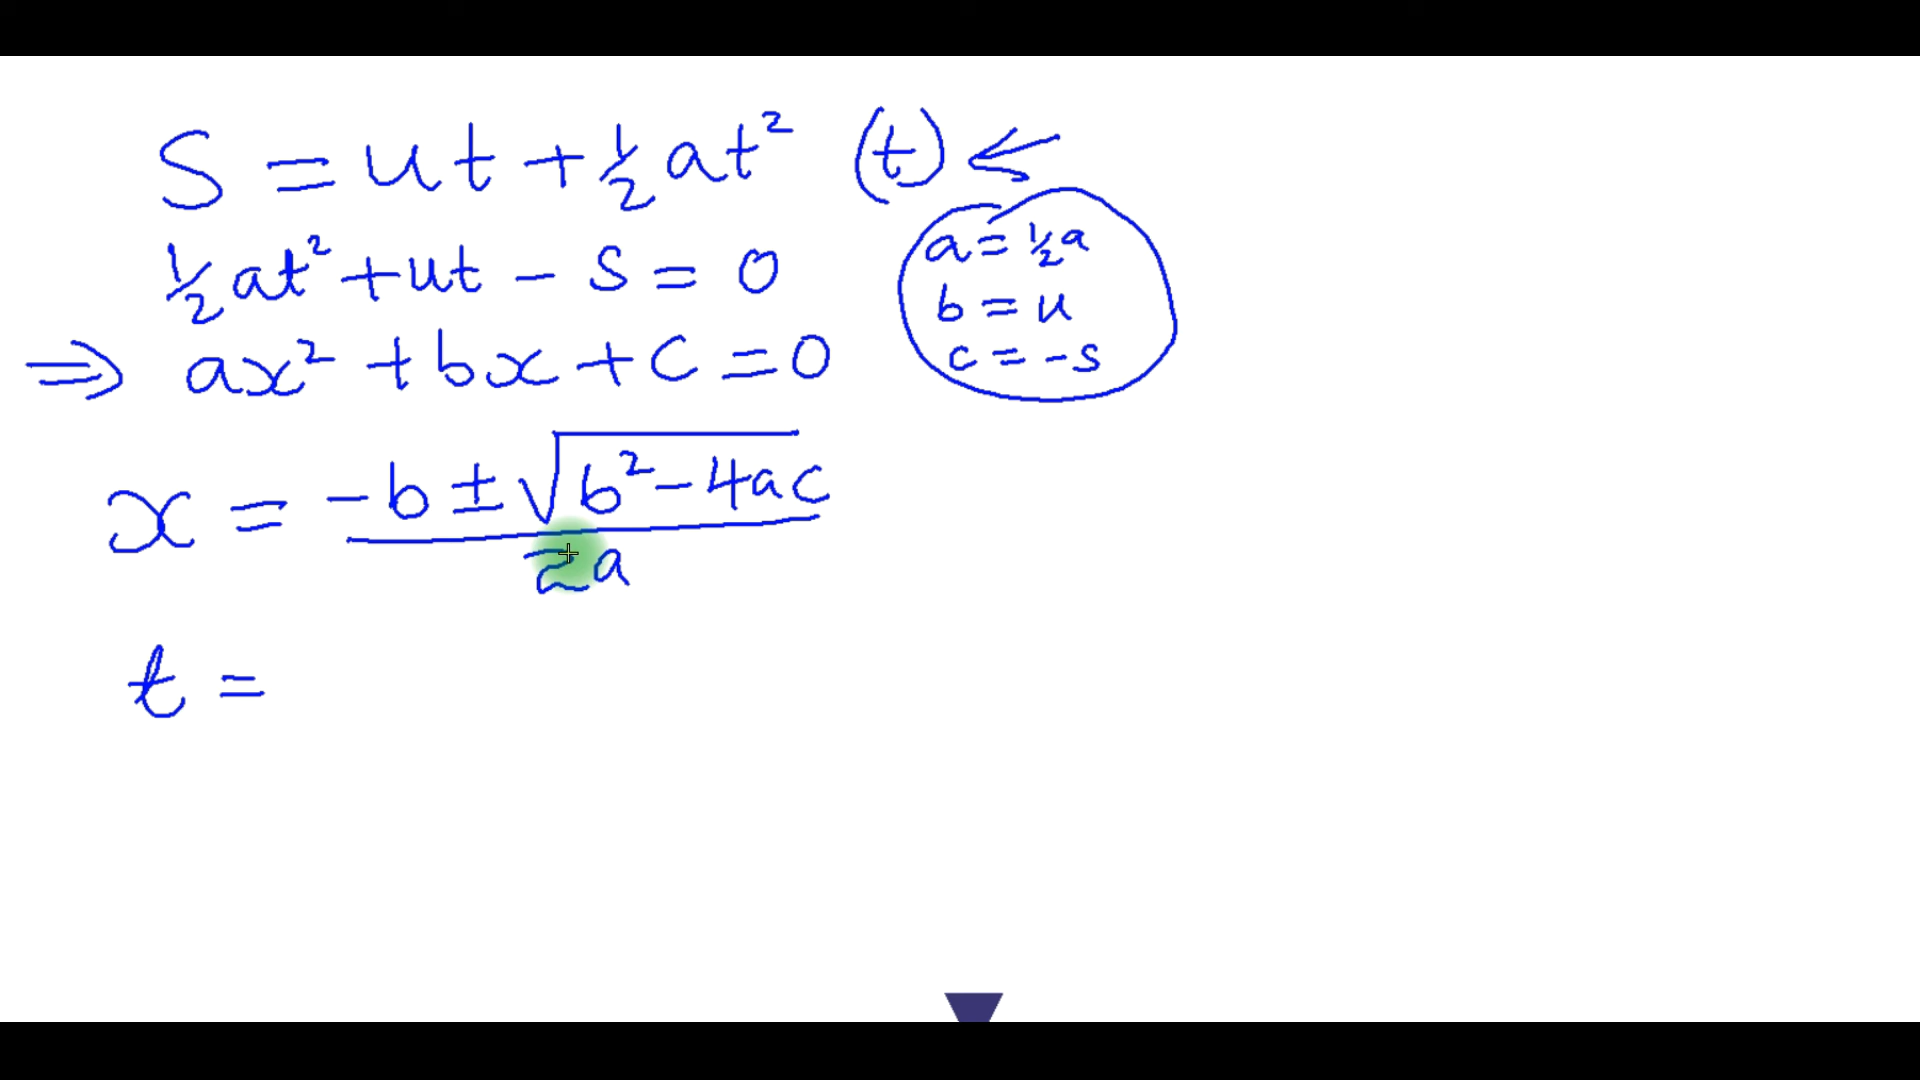 S = ut + ½at² (t) ←
½at² + ut - s = 0
a = ½a
b = u
c = -s
⇒ ax² + bx + c = 0
x = (-b ± √(b² - 4ac)) / 2a
t =